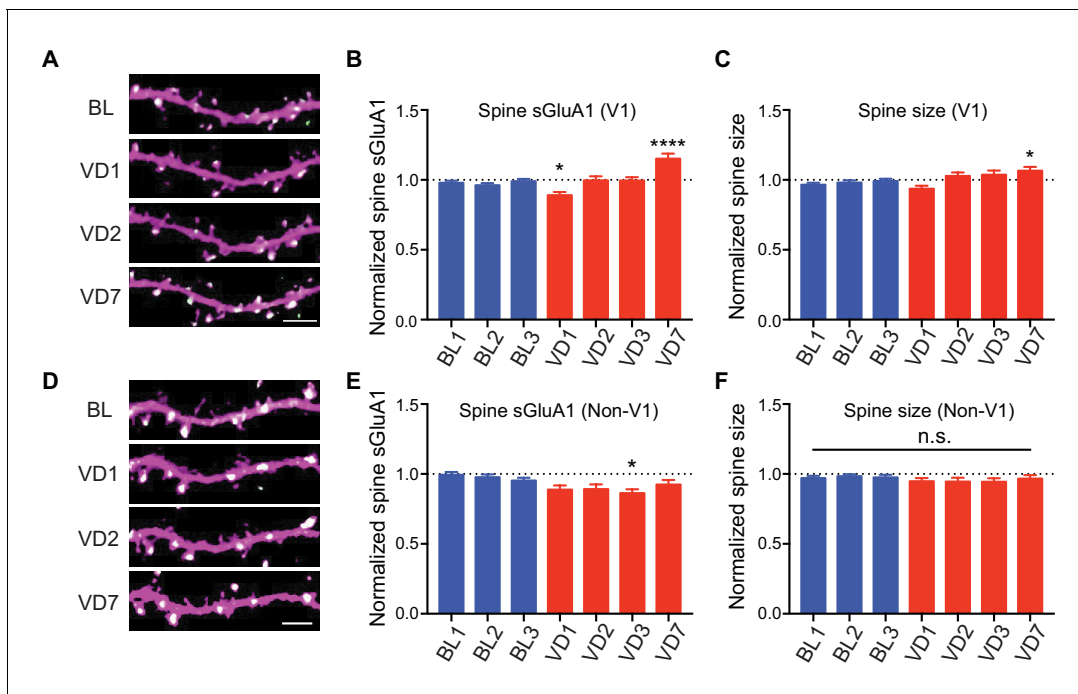 A
BL
VD1
VD2
VD7
B
Spine sGluA1 (V1)
Normalized spine sGluA1
1.5
1.0
0.5
0.0
*
****
BL1 BL2 BL3 VD1 VD2 VD3 VD7
C
Spine size (V1)
Normalized spine size
1.5
1.0
0.5
0.0
*
BL1 BL2 BL3 VD1 VD2 VD3 VD7
D
BL
VD1
VD2
VD7
E
Spine sGluA1 (Non-V1)
Normalized spine sGluA1
1.5
1.0
0.5
0.0
*
BL1 BL2 BL3 VD1 VD2 VD3 VD7
F
Spine size (Non-V1)
n.s.
Normalized spine size
1.5
1.0
0.5
0.0
BL1 BL2 BL3 VD1 VD2 VD3 VD7